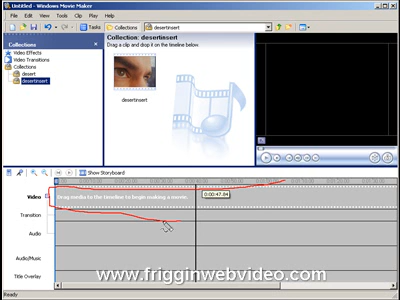 Untitled - Windows Movie Maker
File Edit View Tools Clip Play Help
Tasks Collections desertinsert
Collections
Video Effects
Video Transitions
Collections
desert
desertinsert
Collection: desertinsert
Drag a clip and drop it on the timeline below.
desertinsert
Show Storyboard
Video
Drag media to the timeline to begin making a movie.
0:00:47.84
Transition
Audio
Audio/Music
Title Overlay
www.frigginwebvideo.com
Ready